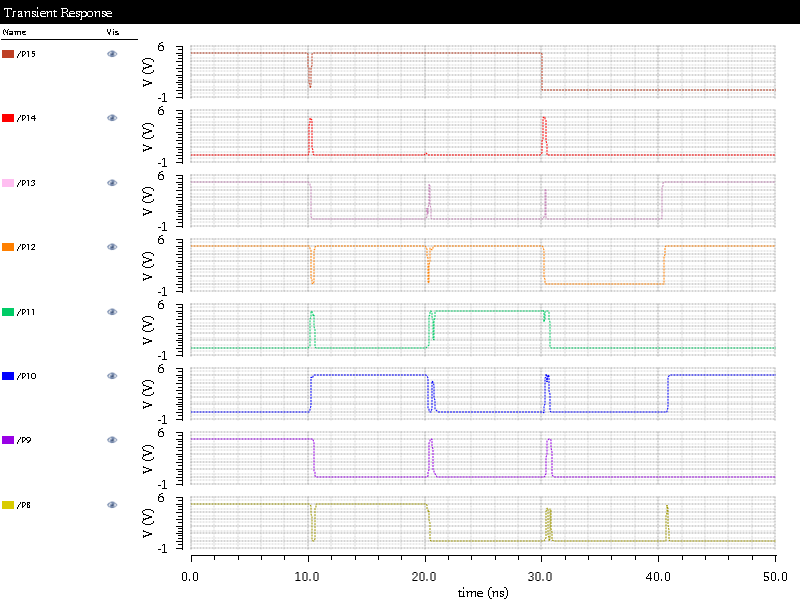 Transient Response
Name Vis
/P15
6
V (V)
-1
/P14
6
V (V)
-1
/P13
6
V (V)
-1
/P12
6
V (V)
-1
/P11
6
V (V)
-1
/P10
6
V (V)
-1
/P9
6
V (V)
-1
/P8
6
V (V)
-1
0.0 10.0 20.0 30.0 40.0 50.0
time (ns)